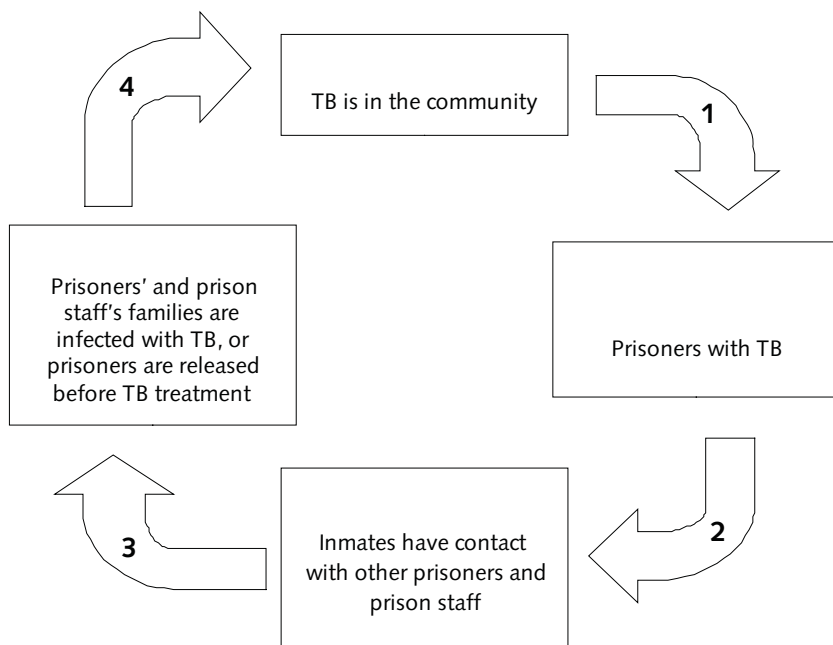 TB is in the community
1
Prisoners with TB
2
Inmates have contact
with other prisoners and
prison staff
3
Prisoners’ and prison
staff’s families are
infected with TB, or
prisoners are released
before TB treatment
4